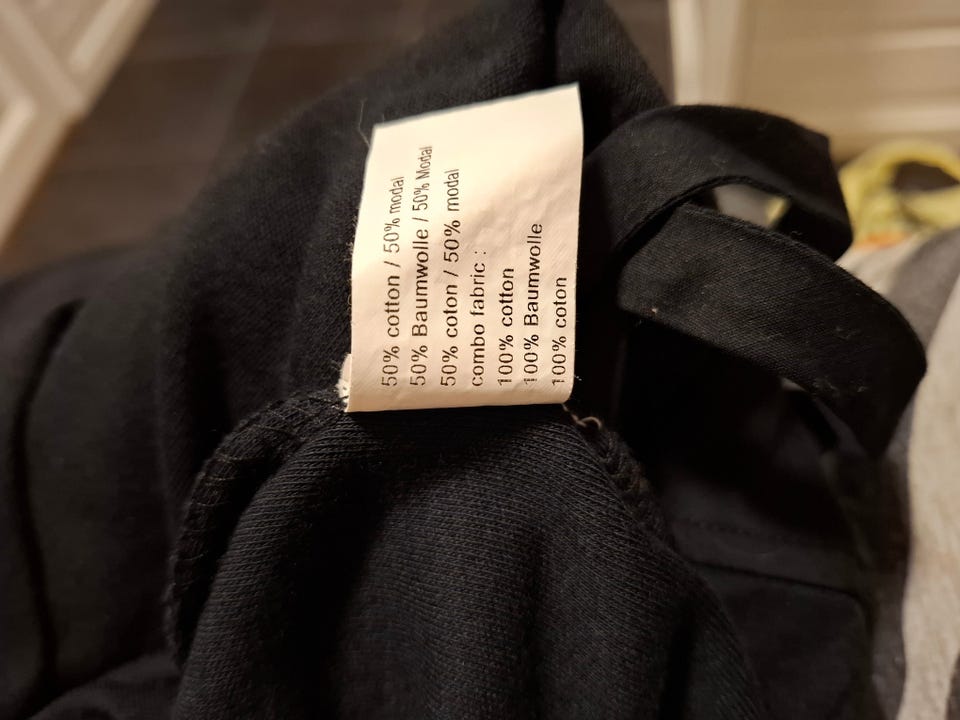 50% cotton / 50% modal
50% Baumwolle / 50% Modal
50% coton / 50% modal
combo fabric :
100% cotton
100% Baumwolle
100% coton